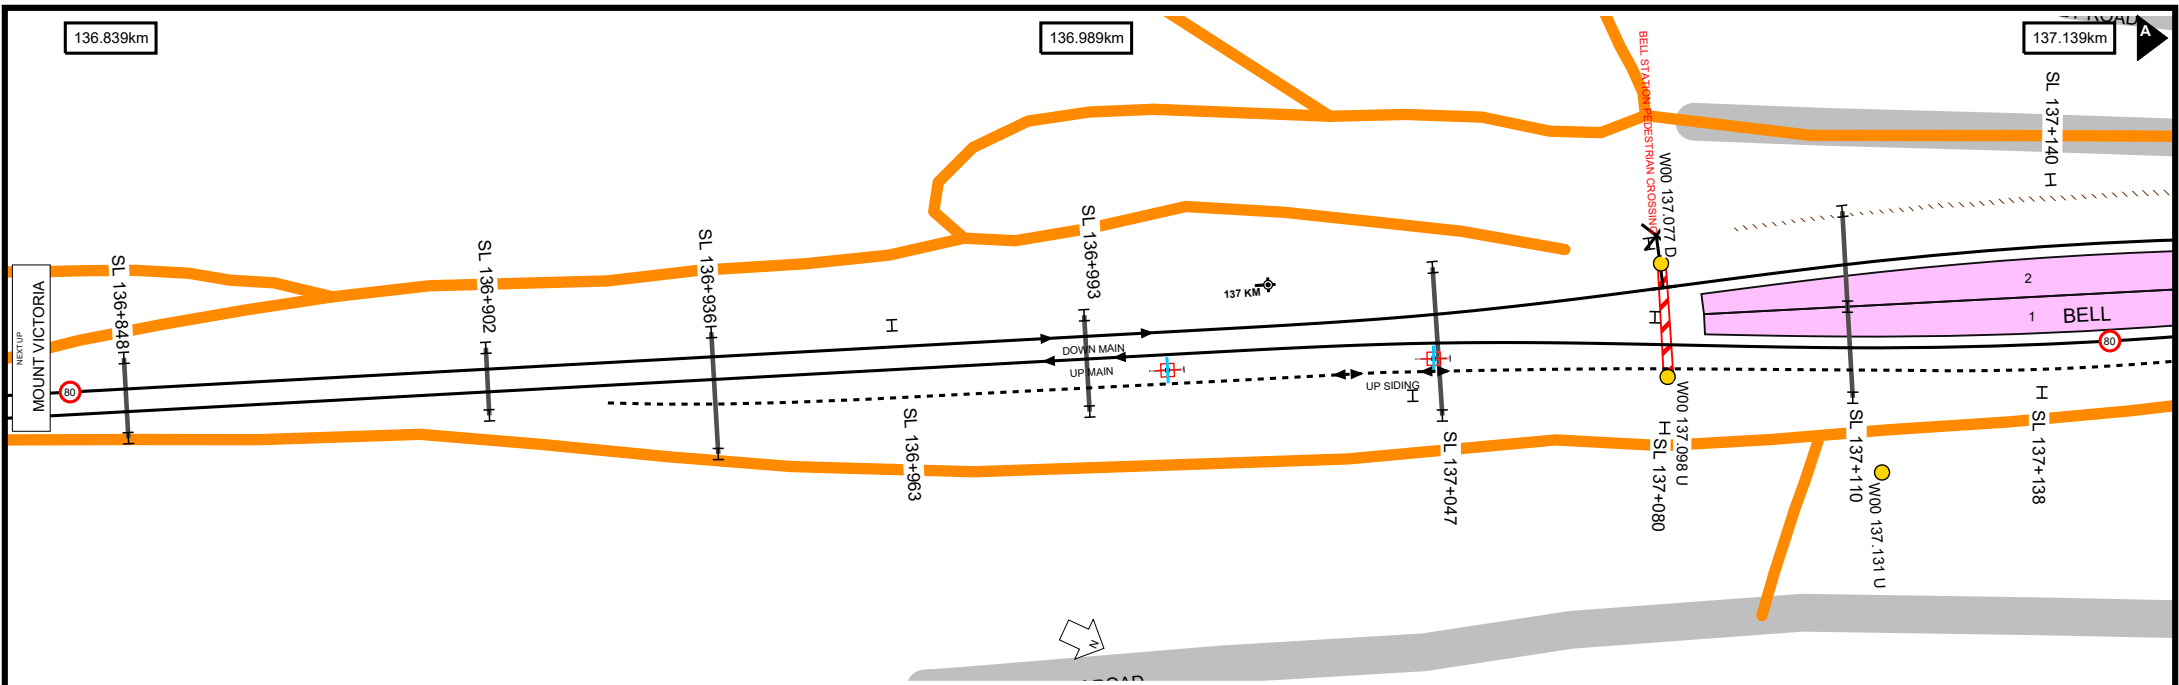 136.839km
136.989km
137.139km
A
BELL STATION PEDESTRIAN CROSSING
W00 137.077 D
SL 137+140
NEXT UP
MOUNT VICTORIA
SL 136+848
SL 136+902
SL 136+936
SL 136+993
137 KM
DOWN MAIN
UP MAIN
UP SIDING
2
1
BELL
80
80
SL 136+963
SL 137+047
SL 137+080
W00 137.098 U
SL 137+110
W00 137.131 U
SL 137+138
N
ROAD